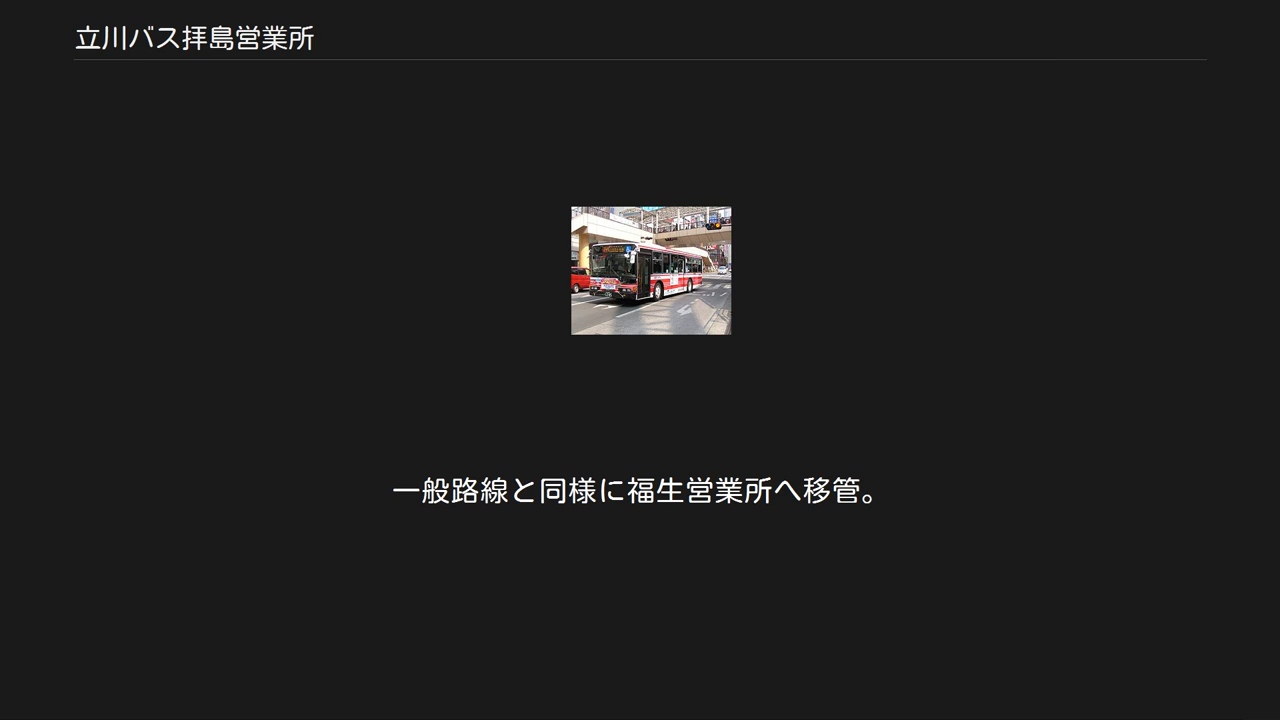 立川バス拝島営業所
一般路線と同様に福生営業所へ移管。